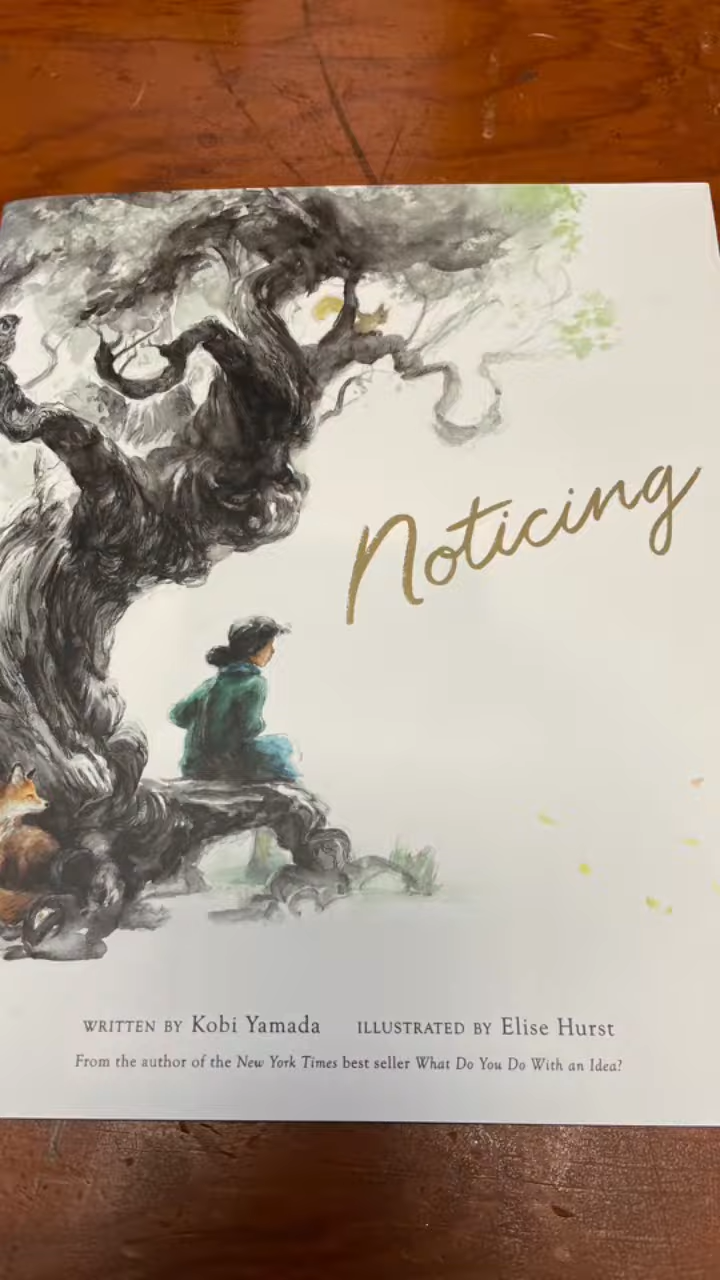 Noticing
WRITTEN BY Kobi Yamada ILLUSTRATED BY Elise Hurst
From the author of the New York Times best seller What Do You Do With an Idea?